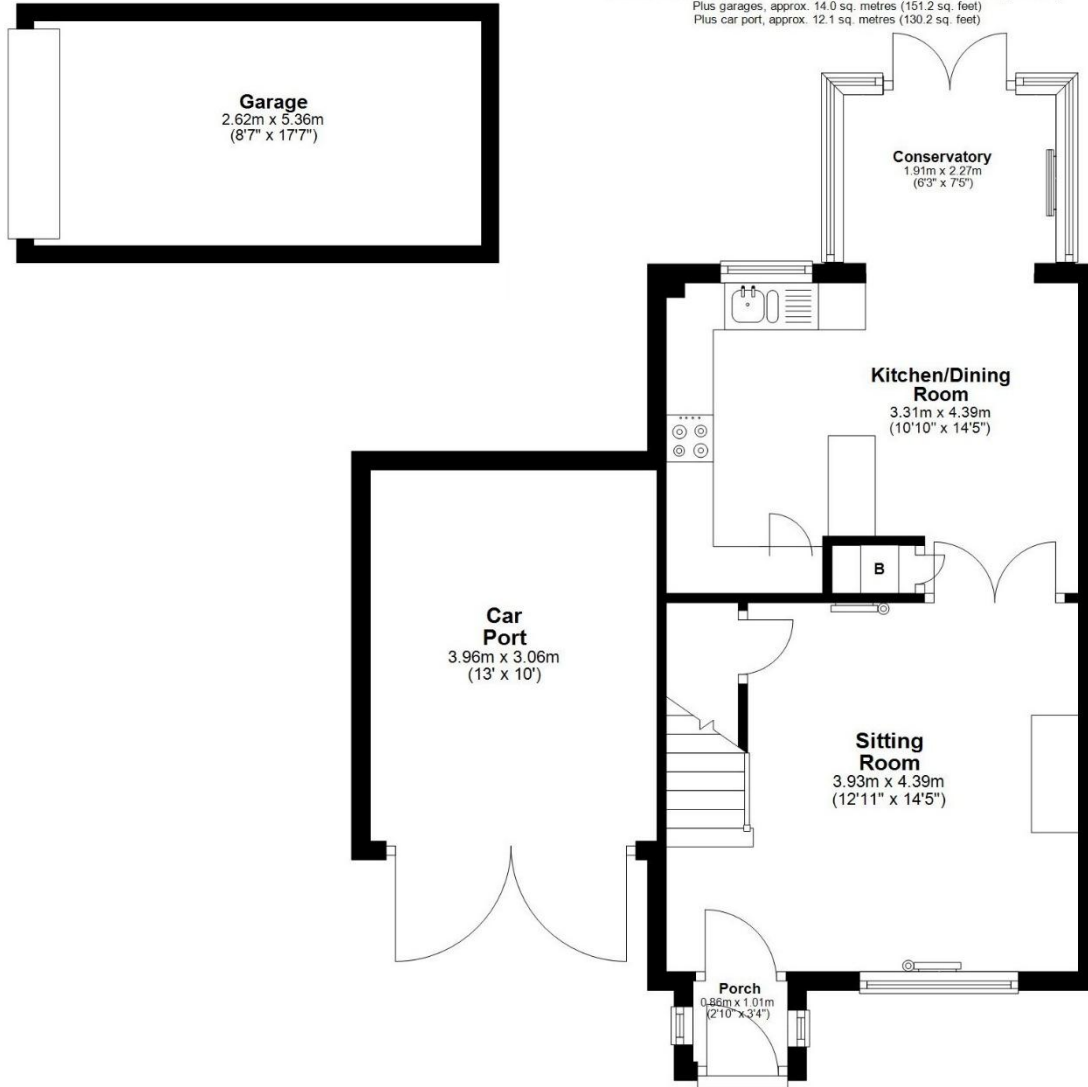 Plus garages, approx. 14.0 sq. metres (151.2 sq. feet)
Plus car port, approx. 12.1 sq. metres (130.2 sq. feet)
Garage
2.62m x 5.36m
(8'7" x 17'7")
Conservatory
1.91m x 2.27m
(6'3" x 7'5")
Kitchen/Dining
Room
3.31m x 4.39m
(10'10" x 14'5")
B
Car
Port
3.96m x 3.06m
(13' x 10')
Sitting
Room
3.93m x 4.39m
(12'11" x 14'5")
Porch
0.86m x 1.01m
(2'10" x 3'4")